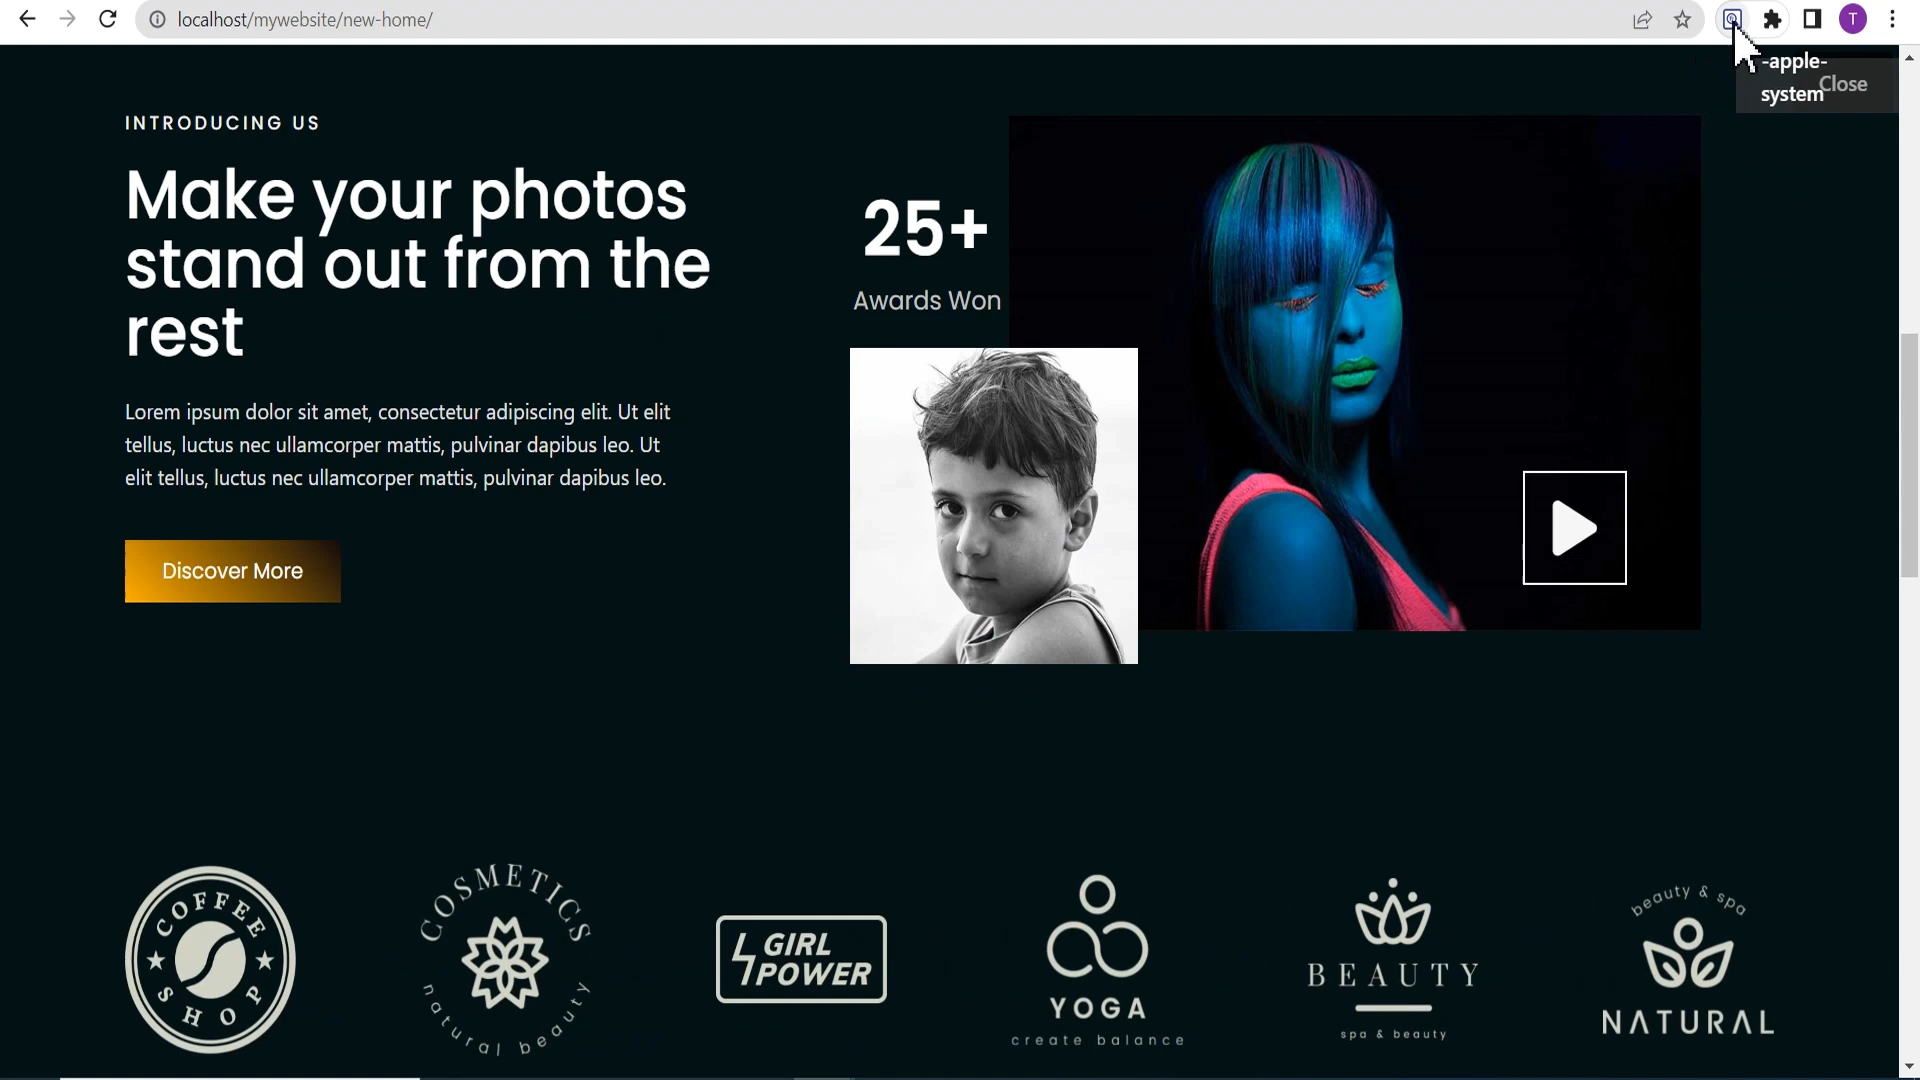 localhost/mywebsite/new-home/
T
-apple-
system
Close
INTRODUCING US
Make your photos
stand out from the
rest
Lorem ipsum dolor sit amet, consectetur adipiscing elit. Ut elit
tellus, luctus nec ullamcorper mattis, pulvinar dapibus leo. Ut
elit tellus, luctus nec ullamcorper mattis, pulvinar dapibus leo.
Discover More
25+
Awards Won
COFFEE
SHOP
COSMETICS
natural beauty
GIRL
POWER
YOGA
create balance
BEAUTY
spa & beauty
beauty & spa
NATURAL